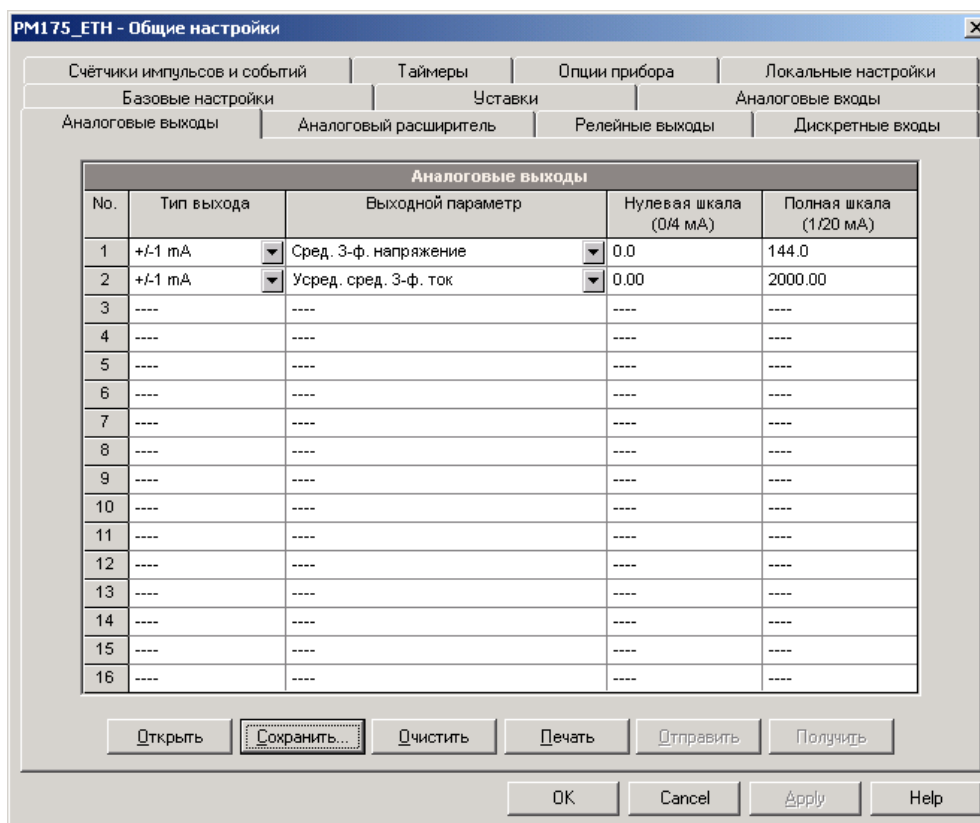 PM175_ETH - Общие настройки
Счётчики импульсов и событий Таймеры Опции прибора Локальные настройки
Базовые настройки Уставки Аналоговые входы
Аналоговые выходы Аналоговый расширитель Релейные выходы Дискретные входы
Аналоговые выходы
No. Тип выхода Выходной параметр Нулевая шкала (0/4 мА) Полная шкала (1/20 мА)
1 +/-1 mA Сред. 3-ф. напряжение 0.0 144.0
2 +/-1 mA Усред. сред. 3-ф. ток 0.00 2000.00
3 ---- ---- ---- ----
4 ---- ---- ---- ----
5 ---- ---- ---- ----
6 ---- ---- ---- ----
7 ---- ---- ---- ----
8 ---- ---- ---- ----
9 ---- ---- ---- ----
10 ---- ---- ---- ----
11 ---- ---- ---- ----
12 ---- ---- ---- ----
13 ---- ---- ---- ----
14 ---- ---- ---- ----
15 ---- ---- ---- ----
16 ---- ---- ---- ----
Открыть Сохранить... Очистить Печать Отправить Получить
OK Cancel Apply Help